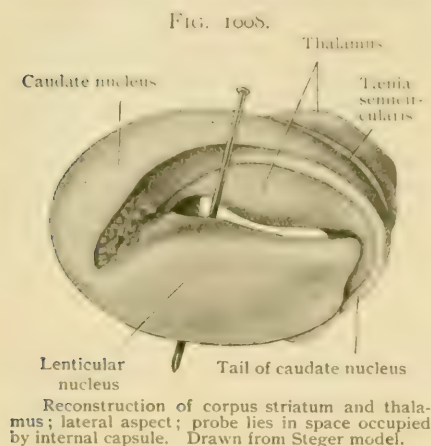 FIG. 1008.
Thalamus
Caudate nucleus
Tænia
semicir-
cularis
Lenticular
nucleus
Tail of caudate nucleus
Reconstruction of corpus striatum and thala-
mus; lateral aspect; probe lies in space occupied
by internal capsule. Drawn from Steger model.